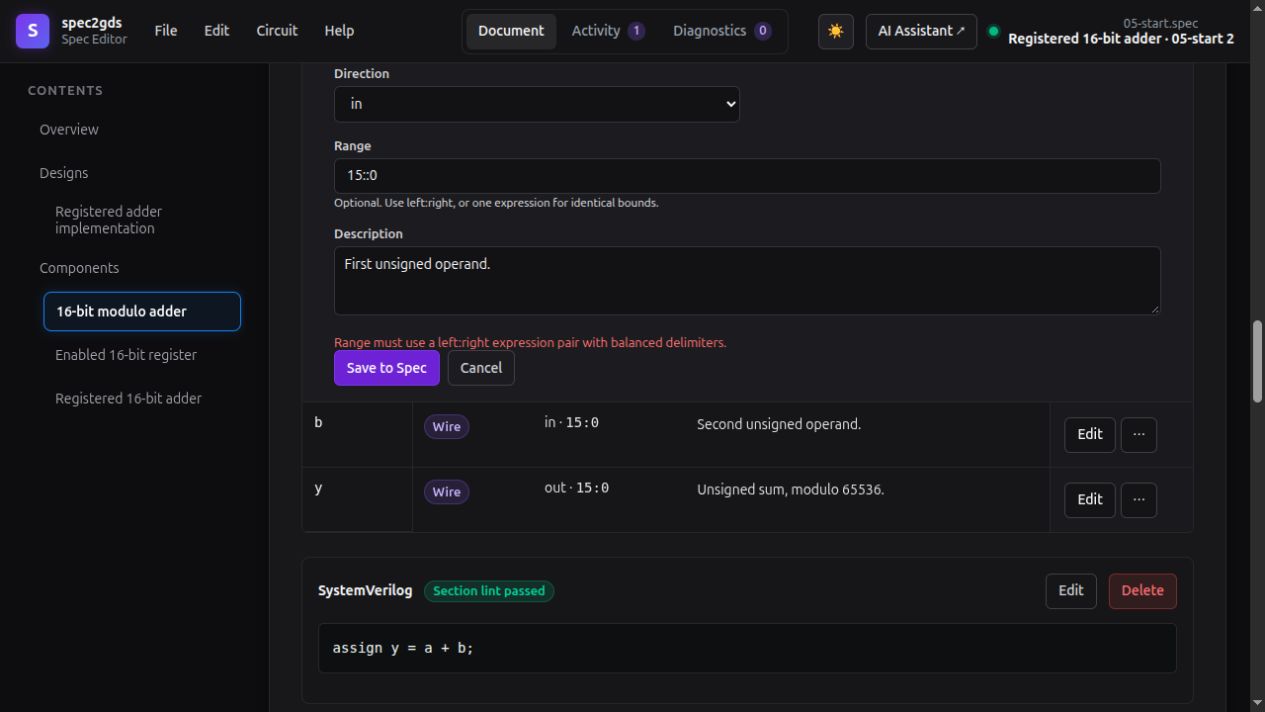 S
spec2gds
Spec Editor
File Edit Circuit Help
Document Activity 1 Diagnostics 0
☀ AI Assistant ↗
05-start.spec
Registered 16-bit adder · 05-start 2
CONTENTS
Overview
Designs
Registered adder
implementation
Components
16-bit modulo adder
Enabled 16-bit register
Registered 16-bit adder
Direction
in
Range
15::0
Optional. Use left:right, or one expression for identical bounds.
Description
First unsigned operand.
Range must use a left:right expression pair with balanced delimiters.
Save to Spec Cancel
b Wire in · 15:0 Second unsigned operand. Edit ···
y Wire out · 15:0 Unsigned sum, modulo 65536. Edit ···
SystemVerilog Section lint passed Edit Delete
assign y = a + b;